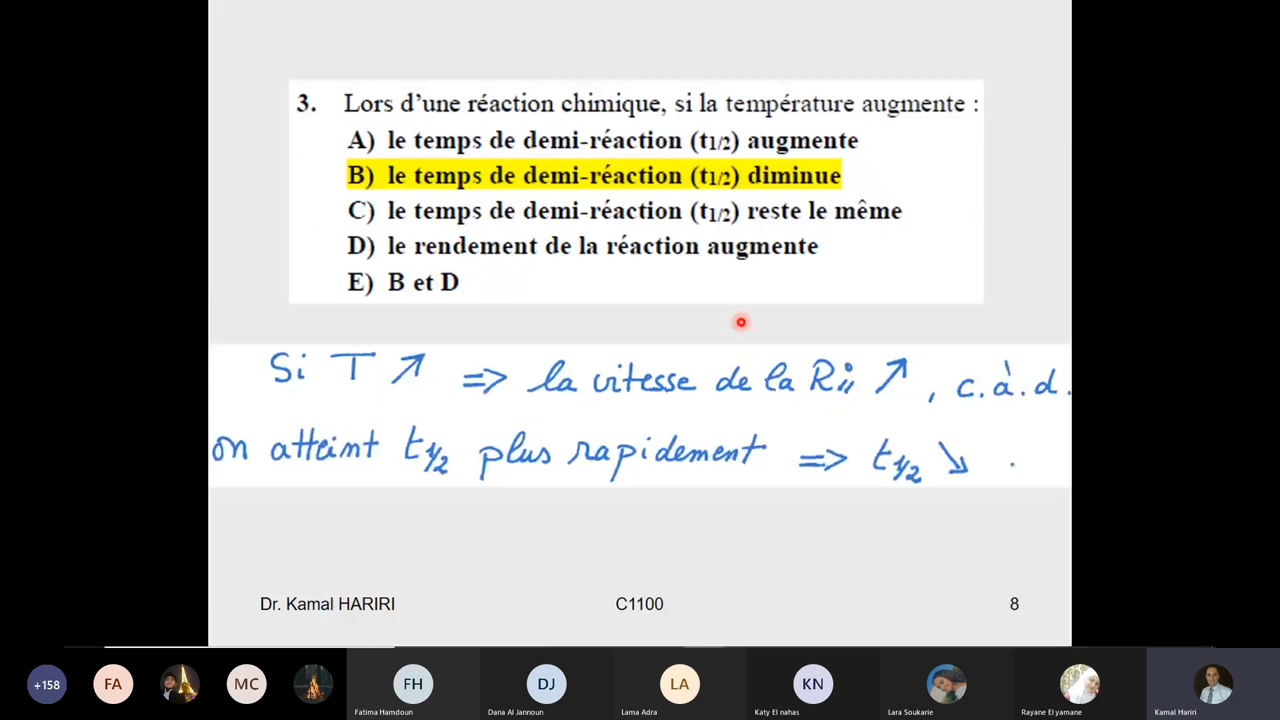 3. Lors d'une réaction chimique, si la température augmente :
A) le temps de demi-réaction (t1/2) augmente
B) le temps de demi-réaction (t1/2) diminue
C) le temps de demi-réaction (t1/2) reste le même
D) le rendement de la réaction augmente
E) B et D
Si T ↗ => la vitesse de la R ↗, c.à.d.
on atteint t1/2 plus rapidement => t1/2 ↘ .
Dr. Kamal HARIRI C1100 8
+158 FA MC FH DJ LA KN
Fatima Hamdoun Dana Al Jannoun Lama Adra Katy El nahas Lara Soukarie Rayane El yamane Kamal Hariri